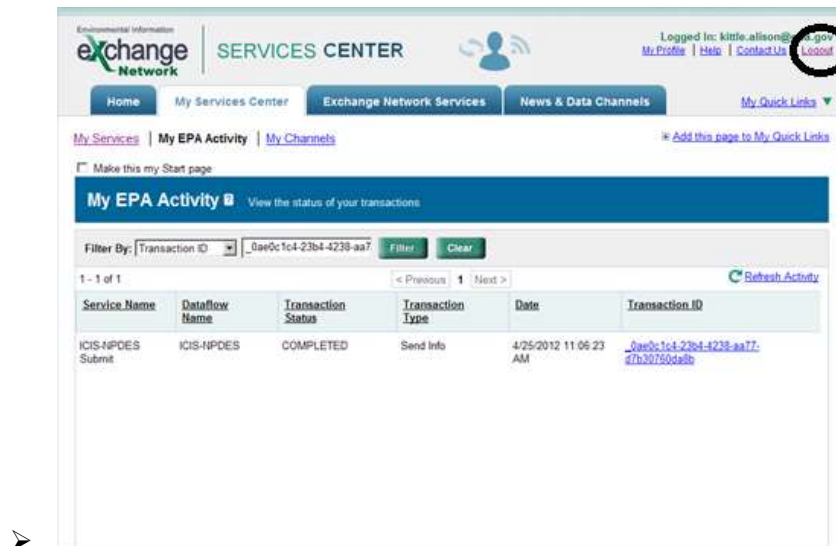 Environmental information
exchange
Network
SERVICES CENTER
Logged In: kittle.alison@ .gov
My Profile | Help | Contact Us | Logout
Home My Services Center Exchange Network Services News & Data Channels My Quick Links ▼
My Services | My EPA Activity | My Channels
Add this page to My Quick Links
Make this my Start page
My EPA Activity ? View the status of your transactions
Filter By: Transaction ID _0ae0c1c4-23b4-4238-aa7 Filter Clear
1 - 1 of 1 < Previous 1 Next > Refresh Activity
Service Name Dataflow Name Transaction Status Transaction Type Date Transaction ID
ICIS-NPDES Submit ICIS-NPDES COMPLETED Send Info 4/25/2012 11:06:23 AM _0ae0c1c4-23b4-4238-aa77-d7b30760da8b